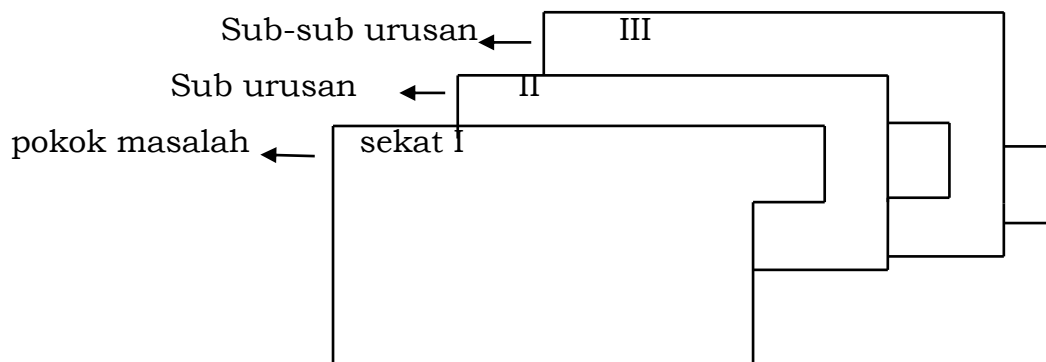 Sub-sub urusan III
Sub urusan II
pokok masalah sekat I